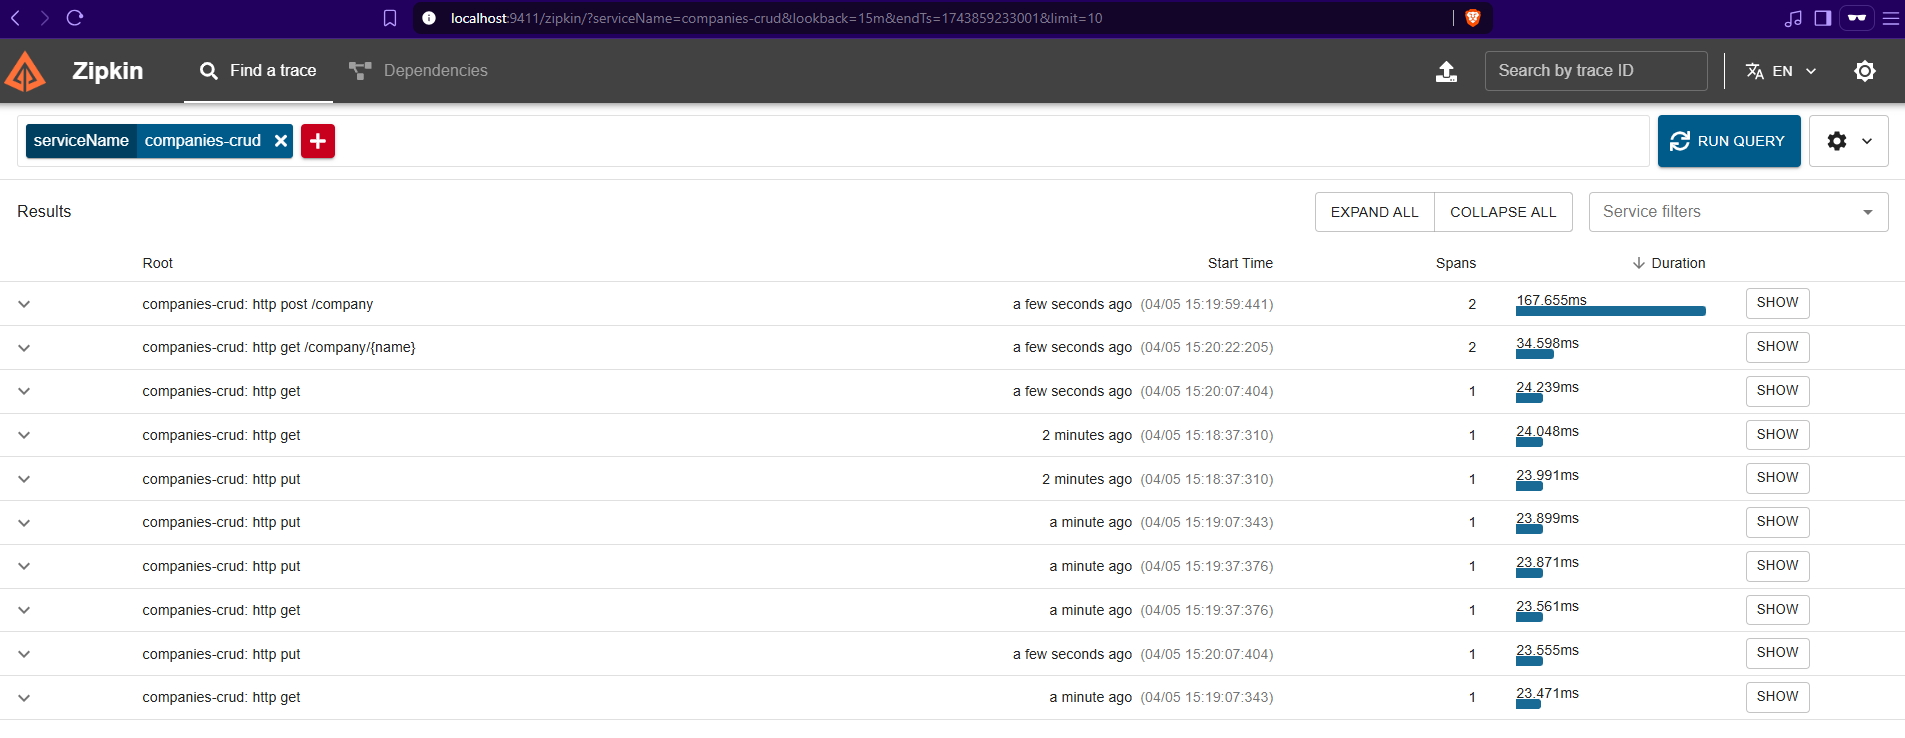 localhost:9411/zipkin/?serviceName=companies-crud&lookback=15m&endTs=1743859233001&limit=10
Zipkin Find a trace Dependencies Search by trace ID EN
serviceName companies-crud RUN QUERY
Results EXPAND ALL COLLAPSE ALL Service filters
Root Start Time Spans Duration
companies-crud: http post /company a few seconds ago (04/05 15:19:59:441) 2 167.655ms SHOW
companies-crud: http get /company/{name} a few seconds ago (04/05 15:20:22:205) 2 34.598ms SHOW
companies-crud: http get a few seconds ago (04/05 15:20:07:404) 1 24.239ms SHOW
companies-crud: http get 2 minutes ago (04/05 15:18:37:310) 1 24.048ms SHOW
companies-crud: http put 2 minutes ago (04/05 15:18:37:310) 1 23.991ms SHOW
companies-crud: http put a minute ago (04/05 15:19:07:343) 1 23.899ms SHOW
companies-crud: http put a minute ago (04/05 15:19:37:376) 1 23.871ms SHOW
companies-crud: http get a minute ago (04/05 15:19:37:376) 1 23.561ms SHOW
companies-crud: http put a few seconds ago (04/05 15:20:07:404) 1 23.555ms SHOW
companies-crud: http get a minute ago (04/05 15:19:07:343) 1 23.471ms SHOW